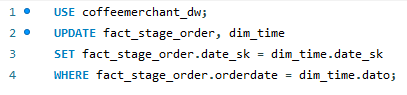 1 USE coffeemerchant_dw;
2 UPDATE fact_stage_order, dim_time
3 SET fact_stage_order.date_sk = dim_time.date_sk
4 WHERE fact_stage_order.orderdate = dim_time.dato;